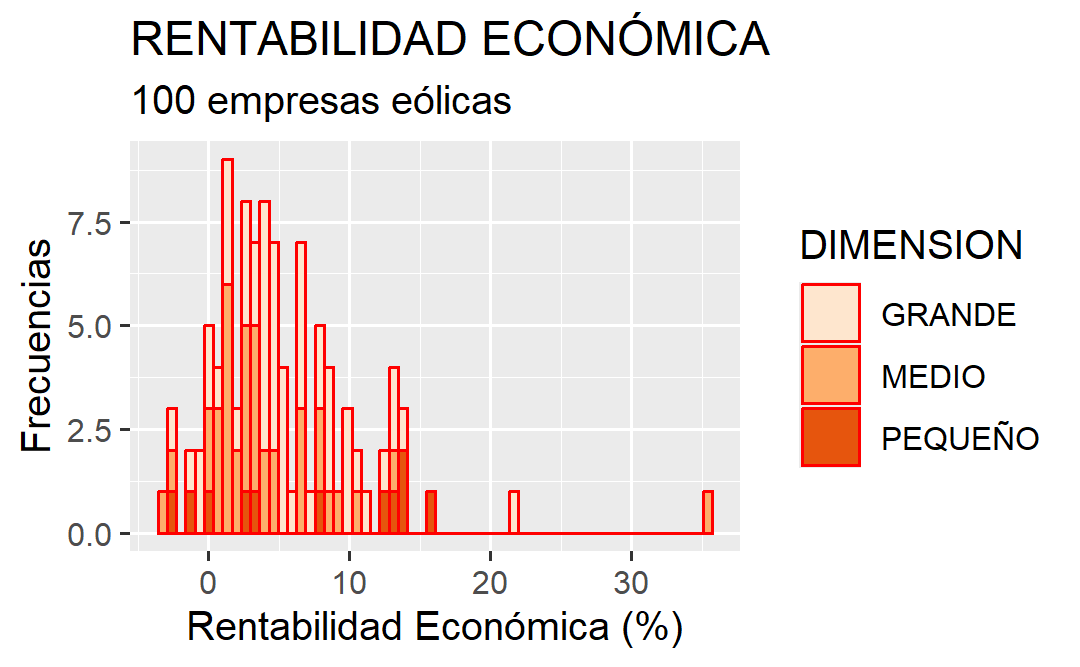 RENTABILIDAD ECONÓMICA
100 empresas eólicas
Frecuencias
7.5
5.0
2.5
0.0
0 10 20 30
Rentabilidad Económica (%)
DIMENSION
GRANDE
MEDIO
PEQUEÑO